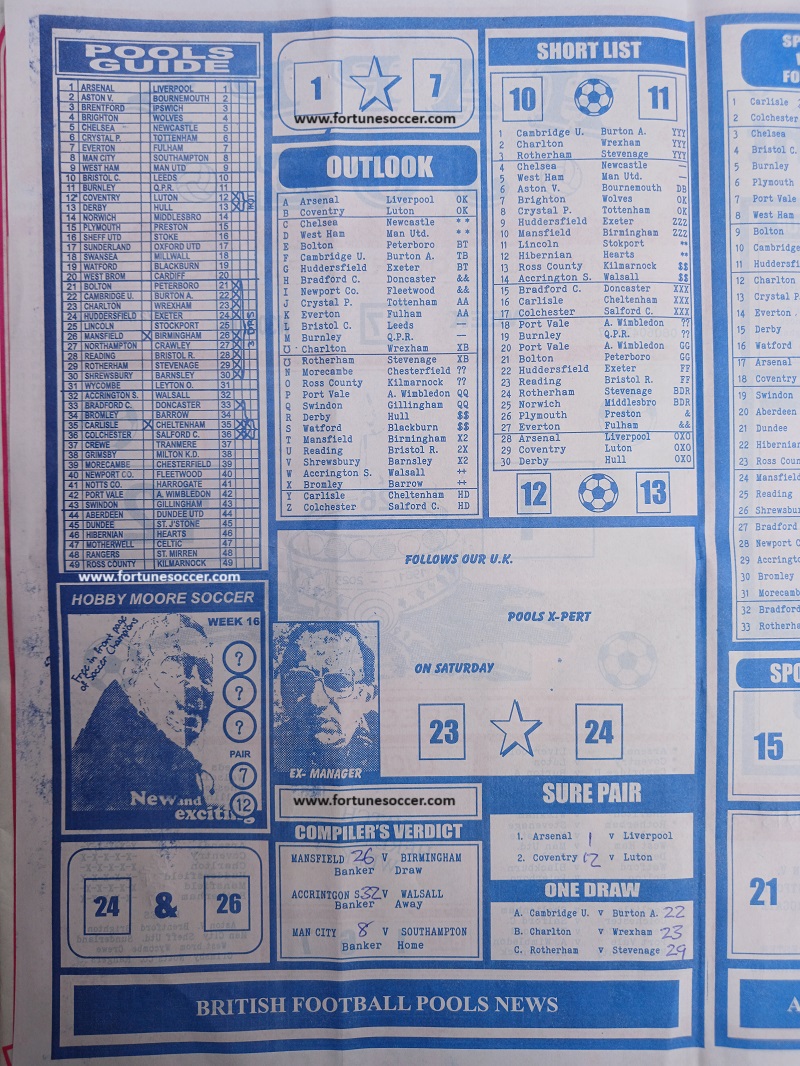 POOLS
GUIDE
1 ARSENAL LIVERPOOL 1
2 ASTON V. BOURNEMOUTH 2
3 BRENTFORD IPSWICH 3
4 BRIGHTON WOLVES 4
5 CHELSEA NEWCASTLE 5
6 CRYSTAL P. TOTTENHAM 6
7 EVERTON FULHAM 7
8 MAN CITY SOUTHAMPTON 8
9 WEST HAM MAN UTD 9
10 BRISTOL C. LEEDS 10
11 BURNLEY Q.P.R. 11
12 COVENTRY LUTON 12
13 DERBY HULL 13
14 NORWICH MIDDLESBRO 14
15 PLYMOUTH PRESTON 15
16 SHEFF UTD STOKE 16
17 SUNDERLAND OXFORD UTD 17
18 SWANSEA MILLWALL 18
19 WATFORD BLACKBURN 19
20 WEST BROM CARDIFF 20
21 BOLTON PETERBORO 21
22 CAMBRIDGE U. BURTON A. 22
23 CHARLTON WREXHAM 23
24 HUDDERSFIELD EXETER 24
25 LINCOLN STOCKPORT 25
26 MANSFIELD X BIRMINGHAM 26
27 NORTHAMPTON CRAWLEY 27
28 READING BRISTOL R. 28
29 ROTHERHAM STEVENAGE 29
30 SHREWSBURY BARNSLEY 30
31 WYCOMBE LEYTON O. 31
32 ACCRINGTON S. WALSALL 32
33 BRADFORD C. DONCASTER 33
34 BROMLEY BARROW 34
35 CARLISLE X CHELTENHAM 35
36 COLCHESTER SALFORD C. 36
37 CREWE TRANMERE 37
38 GRIMSBY MILTON K.D. 38
39 MORECAMBE CHESTERFIELD 39
40 NEWPORT CO. FLEETWOOD 40
41 NOTTS CO. HARROGATE 41
42 PORT VALE A. WIMBLEDON 42
43 SWINDON GILLINGHAM 43
44 ABERDEEN DUNDEE UTD 44
45 DUNDEE ST. J'STONE 45
46 HIBERNIAN HEARTS 46
47 MOTHERWELL CELTIC 47
48 RANGERS ST. MIRREN 48
49 ROSS COUNTY KILMARNOCK 49
www.fortunesoccer.com
HOBBY MOORE SOCCER
WEEK 16
Free in front page
of Soccer Champions
?
?
?
PAIR
7
12
New and
exciting
24 & 26
1 7
www.fortunesoccer.com
OUTLOOK
A Arsenal Liverpool OK
B Coventry Luton OK
C Chelsea Newcastle **
D West Ham Man Utd. **
E Bolton Peterboro BT
F Cambridge U. Burton A. TB
G Huddersfield Exeter BT
H Bradford C. Doncaster &&
I Newport Co. Fleetwood &&
J Crystal P. Tottenham AA
K Everton Fulham AA
L Bristol C. Leeds —
M Burnley Q.P.R. —
Charlton Wrexham XB
Rotherham Stevenage XB
N Morecambe Chesterfield ??
O Ross County Kilmarnock ??
P Port Vale A. Wimbledon QQ
Q Swindon Gillingham QQ
R Derby Hull $$
S Watford Blackburn $$
T Mansfield Birmingham X2
U Reading Bristol R. 2X
V Shrewsbury Barnsley X2
W Accrington S. Walsall ++
X Bromley Barrow ++
Y Carlisle Cheltenham HD
Z Colchester Salford C. HD
SHORT LIST
10 11
1 Cambridge U. Burton A. YYY
2 Charlton Wrexham YYY
3 Rotherham Stevenage YYY
4 Chelsea Newcastle —
5 West Ham Man Utd. —
6 Aston V. Bournemouth DB
7 Brighton Wolves OK
8 Crystal P. Tottenham OK
9 Huddersfield Exeter ZZZ
10 Mansfield Birmingham ZZZ
11 Lincoln Stokport **
12 Hibernian Hearts **
13 Ross County Kilmarnock $$
14 Accrington S. Walsall $$
15 Bradford C. Doncaster XXX
16 Carlisle Cheltenham XXX
17 Colchester Salford C. XXX
18 Port Vale A. Wimbledon ??
19 Burnley Q.P.R. ??
20 Port Vale A. Wimbledon GG
21 Bolton Peterboro GG
22 Huddersfield Exeter FF
23 Reading Bristol R. FF
24 Rotherham Stevenage BDR
25 Norwich Middlesbro BDR
26 Plymouth Preston &
27 Everton Fulham &&
28 Arsenal Liverpool OXO
29 Coventry Luton OXO
30 Derby Hull OXO
12 13
FOLLOWS OUR U.K.
POOLS X-PERT
ON SATURDAY
23 24
EX- MANAGER
www.fortunesoccer.com
COMPILER'S VERDICT
MANSFIELD 26 V BIRMINGHAM
Banker Draw
ACCRINTGON S. 32 V WALSALL
Banker Away
MAN CITY 8 V SOUTHAMPTON
Banker Home
SURE PAIR
1. Arsenal 1 v Liverpool
2. Coventry 12 v Luton
ONE DRAW
A. Cambridge U. v Burton A. 22
B. Charlton v Wrexham 23
C. Rotherham v Stevenage 29
BRITISH FOOTBALL POOLS NEWS
1 Carlisle
2 Colchester
3 Chelsea
4 Bristol C.
5 Burnley
6 Plymouth
7 Port Vale
8 West Ham
9 Bolton
10 Cambridg
11 Huddersfi
12 Charlton
13 Crystal P.
14 Everton
15 Derby
16 Watford
17 Arsenal
18 Coventry
19 Swindon
20 Aberdeen
21 Dundee
22 Hibernian
23 Ross Coun
24 Mansfield
25 Reading
26 Shrewsbu
27 Bradford
28 Newport C
29 Accringto
30 Bromley
31 Morecamb
32 Bradford
33 Rotherha
SPO
15
21